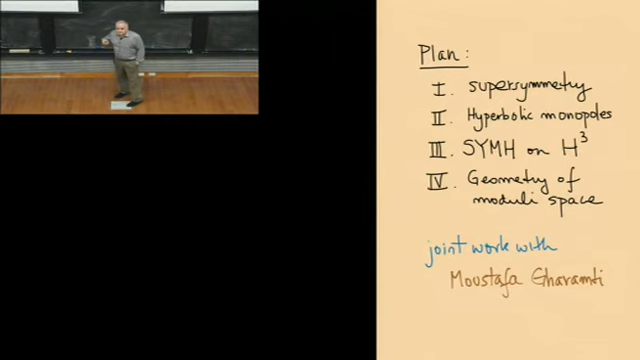 Plan:
I. supersymmetry
II. Hyperbolic monopoles
III. SYMH on H³
IV. Geometry of
moduli space
joint work with
Moustafa Gharamti